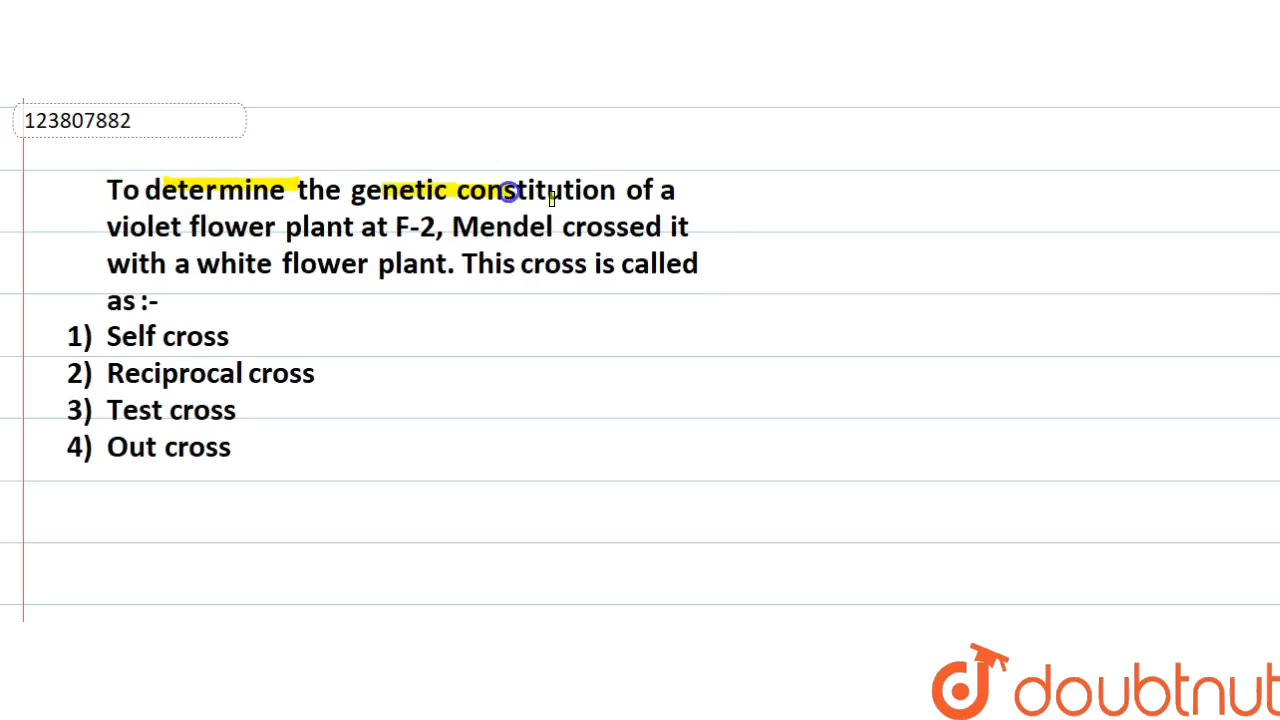 123807882
To determine the genetic constitution of a
violet flower plant at F-2, Mendel crossed it
with a white flower plant. This cross is called
as :-
1) Self cross
2) Reciprocal cross
3) Test cross
4) Out cross
doubtnut